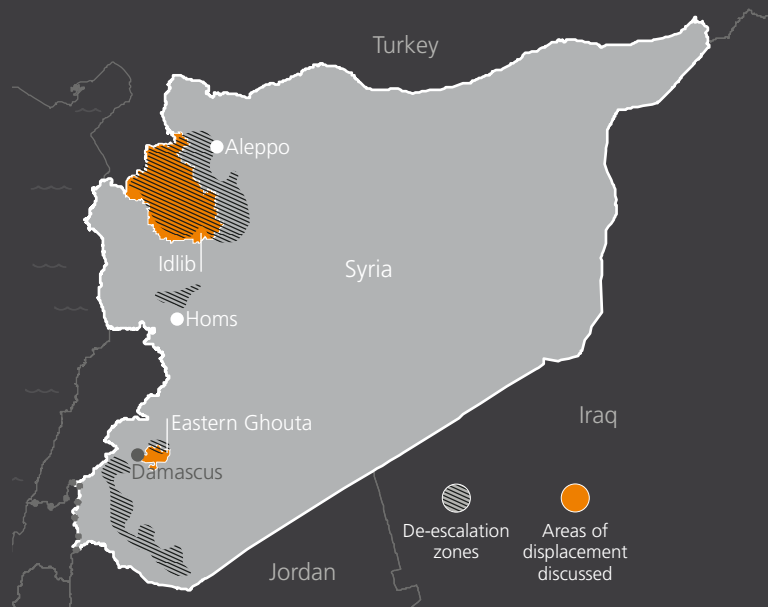 Turkey
Aleppo
Idlib
Syria
Homs
Eastern Ghouta
Iraq
Damascus
De-escalation
zones
Areas of
displacement
discussed
Jordan